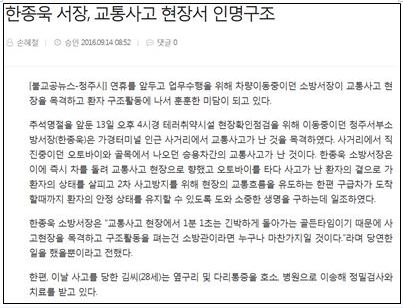 한종욱 서장, 교통사고 현장서 인명구조
손혜철 승인 2016.09.14 08:52 댓글 0
[불교공뉴스-청주시] 연휴를 앞두고 업무수행을 위해 차량이동중이던 소방서장이 교통사고 현
장을 목격하고 환자 구조활동에 나서 훈훈한 미담이 되고 있다.
추석명절을 앞둔 13일 오후 4시경 테러취약시설 현장확인점검을 위해 이동중이던 청주서부소
방서장(한종욱)은 가경터미널 인근 사거리에서 교통사고가 난 것을 목격하였다. 사거리에서 직
진중이던 오토바이와 골목에서 나오던 승용차간의 교통사고가 난 것이다. 한종욱 소방서장은
이에 즉시 차를 돌려 교통사고 현장으로 향했고 오토바이를 타다 사고가 난 환자의 곁으로 가
환자의 상태를 살피고 2차 사고방지를 위해 현장의 교통흐름을 유도하는 한편 구급차가 도착
할때까지 환자의 안정 상태를 유지할 수 있도록 도와 소중한 생명을 구하는데 일조하였다.
한종욱 소방서장은 "교통사고 현장에서 1분 1초는 긴박하게 돌아가는 골든타임이기 때문에 사
고현장을 목격하고 구조활동을 펴는건 소방관이라면 누구나 마찬가지일 것이다."라며 당연한
일을 했을뿐이라고 전했다.
한편, 이날 사고를 당한 김씨(28세)는 옆구리 및 다리통증을 호소, 병원으로 이송해 정밀검사와
치료를 받고 있다.